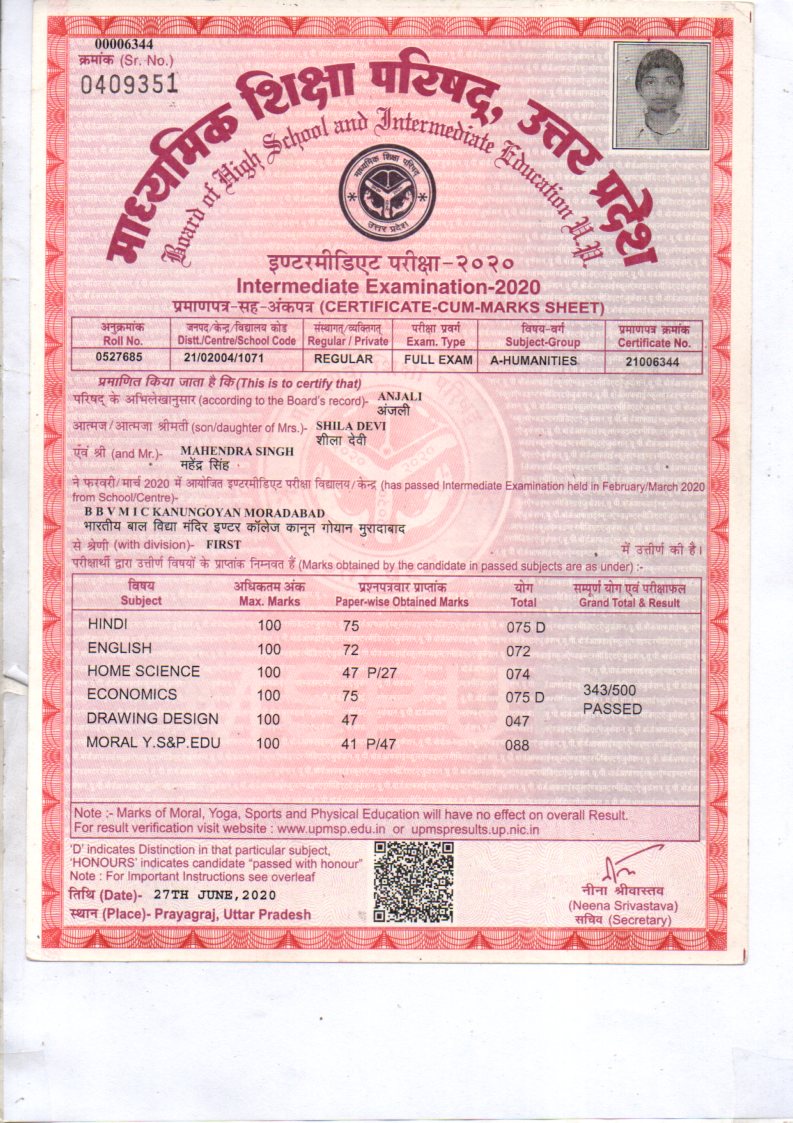 00006344
क्रमांक (Sr. No.)
0409351
माध्यमिक शिक्षा परिषद्, उत्तर प्रदेश
Board of High School and Intermediate Education U.P.
माध्यमिक शिक्षा परिषद्
उत्तर प्रदेश
इण्टरमीडिएट परीक्षा-२०२०
Intermediate Examination-2020
प्रमाणपत्र-सह-अंकपत्र (CERTIFICATE-CUM-MARKS SHEET)
अनुक्रमांक जनपद/केन्द्र/विद्यालय कोड संस्थागत/व्यक्तिगत परीक्षा प्रवर्ग विषय-वर्ग प्रमाणपत्र क्रमांक
Roll No. Distt./Centre/School Code Regular / Private Exam. Type Subject-Group Certificate No.
0527685 21/02004/1071 REGULAR FULL EXAM A-HUMANITIES 21006344
प्रमाणित किया जाता है कि (This is to certify that)
परिषद् के अभिलेखानुसार (according to the Board's record)- ANJALI
अंजली
आत्मज/आत्मजा श्रीमती (son/daughter of Mrs.)- SHILA DEVI
शीला देवी
एवं श्री (and Mr.)- MAHENDRA SINGH
महेंद्र सिंह
ने फरवरी/मार्च 2020 में आयोजित इण्टरमीडिएट परीक्षा विद्यालय/केन्द्र (has passed Intermediate Examination held in February/March 2020
from School/Centre)-
B B V M I C KANUNGOYAN MORADABAD
भारतीय बाल विद्या मंदिर इण्टर कॉलेज कानून गोयान मुरादाबाद
से श्रेणी (with division)- FIRST में उत्तीर्ण की है।
परीक्षार्थी द्वारा उत्तीर्ण विषयों के प्राप्तांक निम्नवत हैं (Marks obtained by the candidate in passed subjects are as under) :-
विषय अधिकतम अंक प्रश्नपत्रवार प्राप्तांक योग सम्पूर्ण योग एवं परीक्षाफल
Subject Max. Marks Paper-wise Obtained Marks Total Grand Total & Result
HINDI 100 75 075 D
ENGLISH 100 72 072
HOME SCIENCE 100 47 P/27 074
ECONOMICS 100 75 075 D 343/500
PASSED
DRAWING DESIGN 100 47 047
MORAL Y.S&P.EDU 100 41 P/47 088
Note :- Marks of Moral, Yoga, Sports and Physical Education will have no effect on overall Result.
For result verification visit website : www.upmsp.edu.in or upmspresults.up.nic.in
'D' indicates Distinction in that particular subject,
'HONOURS' indicates candidate "passed with honour"
Note : For Important Instructions see overleaf
तिथि (Date)- 27TH JUNE,2020
स्थान (Place)- Prayagraj, Uttar Pradesh
नीना श्रीवास्तव
(Neena Srivastava)
सचिव (Secretary)